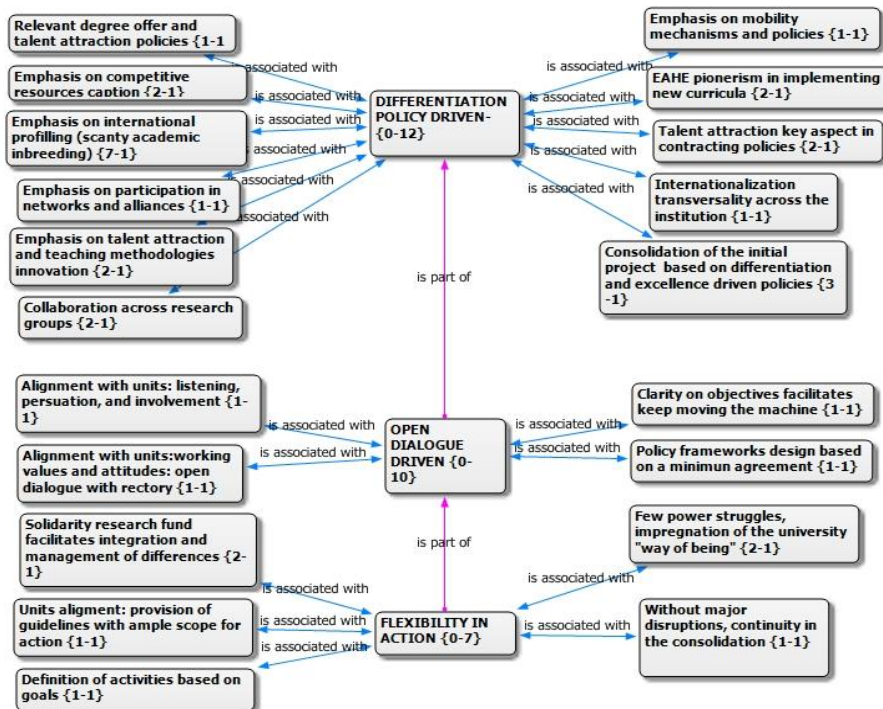 Relevant degree offer and
talent attraction policies {1-1
is associated with
Emphasis on competitive
resources caption {2-1}
is associated with
Emphasis on international
profilling (scanty academic
inbreeding) {7-1}
is associated with
Emphasis on participation in
networks and alliances {1-1}
is associated with
Emphasis on talent attraction
and teaching methodologies
innovation {2-1}
is associated with
Collaboration across research
groups {2-1}
is associated with
DIFFERENTIATION
POLICY DRIVEN-
{0-12}
Emphasis on mobility
mechanisms and policies {1-1}
is associated with
EAHE pionerism in implementing
new curricula {2-1}
is associated with
Talent attraction key aspect in
contracting policies {2-1}
is associated with
Internationalization
transversality across the
institution {1-1}
is associated with
Consolidation of the initial
project based on differentiation
and excellence driven policies {3
-1}
is associated with
is part of
Alignment with units: listening,
persuation, and involvement {1-
1}
is associated with
Alignment with units:working
values and attitudes: open
dialogue with rectory {1-1}
is associated with
OPEN
DIALOGUE
DRIVEN {0-
10}
Clarity on objectives facilitates
keep moving the machine {1-1}
is associated with
Policy frameworks design based
on a minimun agreement {1-1}
is associated with
is part of
Solidarity research fund
facilitates integration and
management of differences {2-
1}
is associated with
Units aligment: provision of
guidelines with ample scope for
action {1-1}
is associated with
Definition of activities based on
goals {1-1}
is associated with
FLEXIBILITY IN
ACTION {0-7}
Few power struggles,
impregnation of the university
"way of being" {2-1}
is associated with
Without major
disruptions, continuity in
the consolidation {1-1}
is associated with